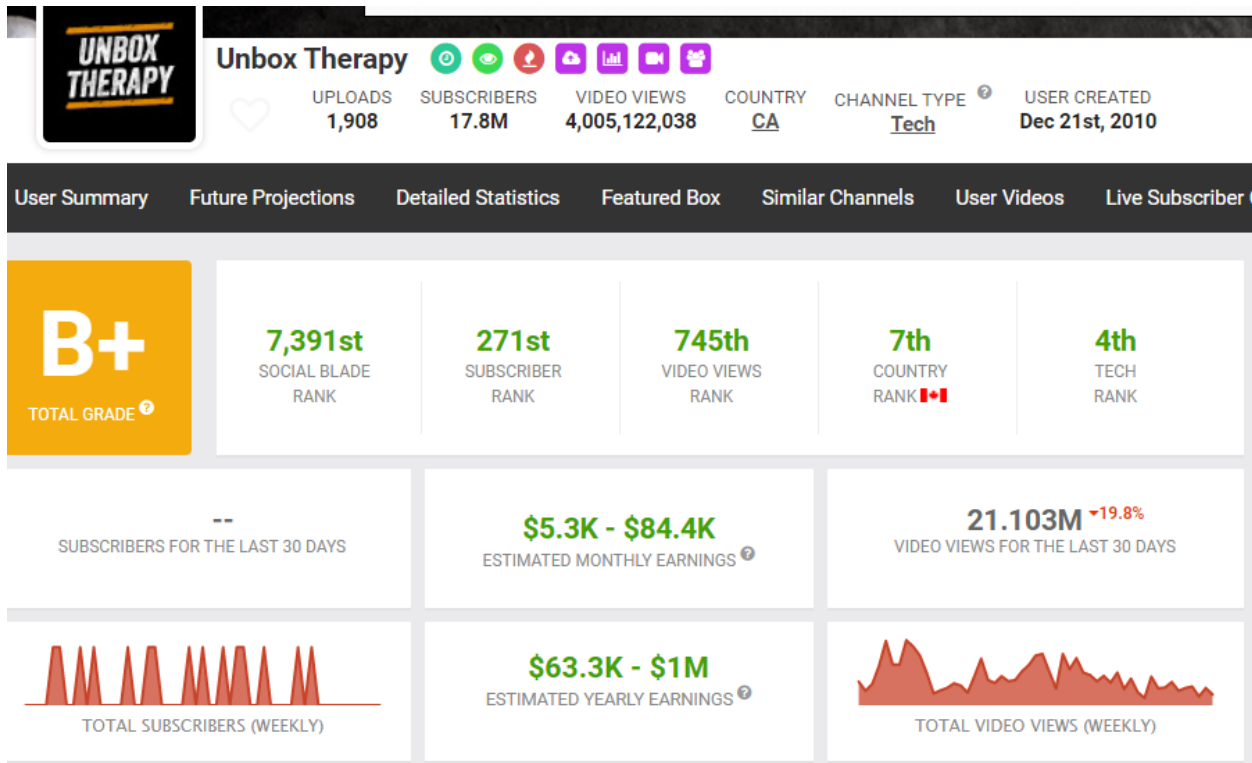 UNBOX
THERAPY
Unbox Therapy
UPLOADS
1,908
SUBSCRIBERS
17.8M
VIDEO VIEWS
4,005,122,038
COUNTRY
CA
CHANNEL TYPE ?
Tech
USER CREATED
Dec 21st, 2010
User Summary Future Projections Detailed Statistics Featured Box Similar Channels User Videos Live Subscriber
B+
TOTAL GRADE ?
7,391st
SOCIAL BLADE
RANK
271st
SUBSCRIBER
RANK
745th
VIDEO VIEWS
RANK
7th
COUNTRY
RANK
4th
TECH
RANK
--
SUBSCRIBERS FOR THE LAST 30 DAYS
$5.3K - $84.4K
ESTIMATED MONTHLY EARNINGS ?
21.103M 19.8%
VIDEO VIEWS FOR THE LAST 30 DAYS
TOTAL SUBSCRIBERS (WEEKLY)
$63.3K - $1M
ESTIMATED YEARLY EARNINGS ?
TOTAL VIDEO VIEWS (WEEKLY)